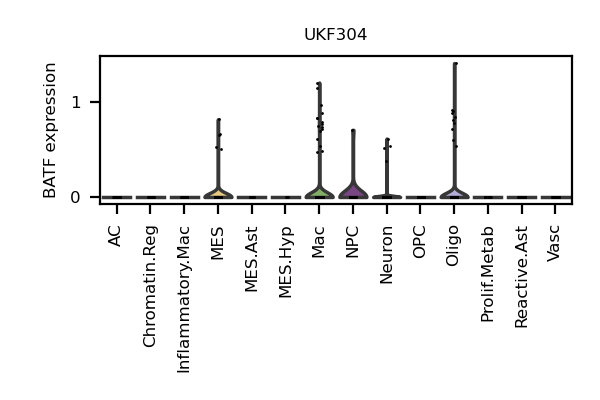 UKF304
BATF expression
1
0
AC
Chromatin.Reg
Inflammatory.Mac
MES
MES.Ast
MES.Hyp
Mac
NPC
Neuron
OPC
Oligo
Prolif.Metab
Reactive.Ast
Vasc